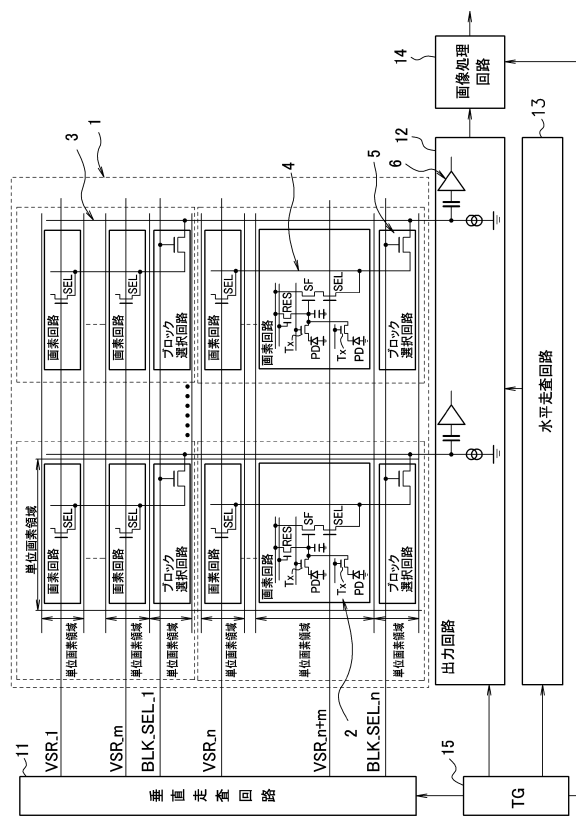 11
垂直走査回路
VSR_1
VSR_m
BLK_SEL_1
VSR_n
VSR_n+m
BLK_SEL_n
2
単位画素領域
単位画素領域
単位画素領域
単位画素領域
単位画素領域
単位画素領域
単位画素領域
画素回路
SEL
画素回路
SEL
ブロック
選択回路
画素回路
SEL
画素回路
RES
Tx
SF
PD
SEL
Tx
PD
ブロック
選択回路
3
1
画素回路
SEL
画素回路
SEL
ブロック
選択回路
画素回路
SEL
4
画素回路
RES
Tx
SF
PD
SEL
Tx
PD
5
ブロック
選択回路
15
TG
出力回路
6
12
水平走査回路
13
14
画像処理
回路